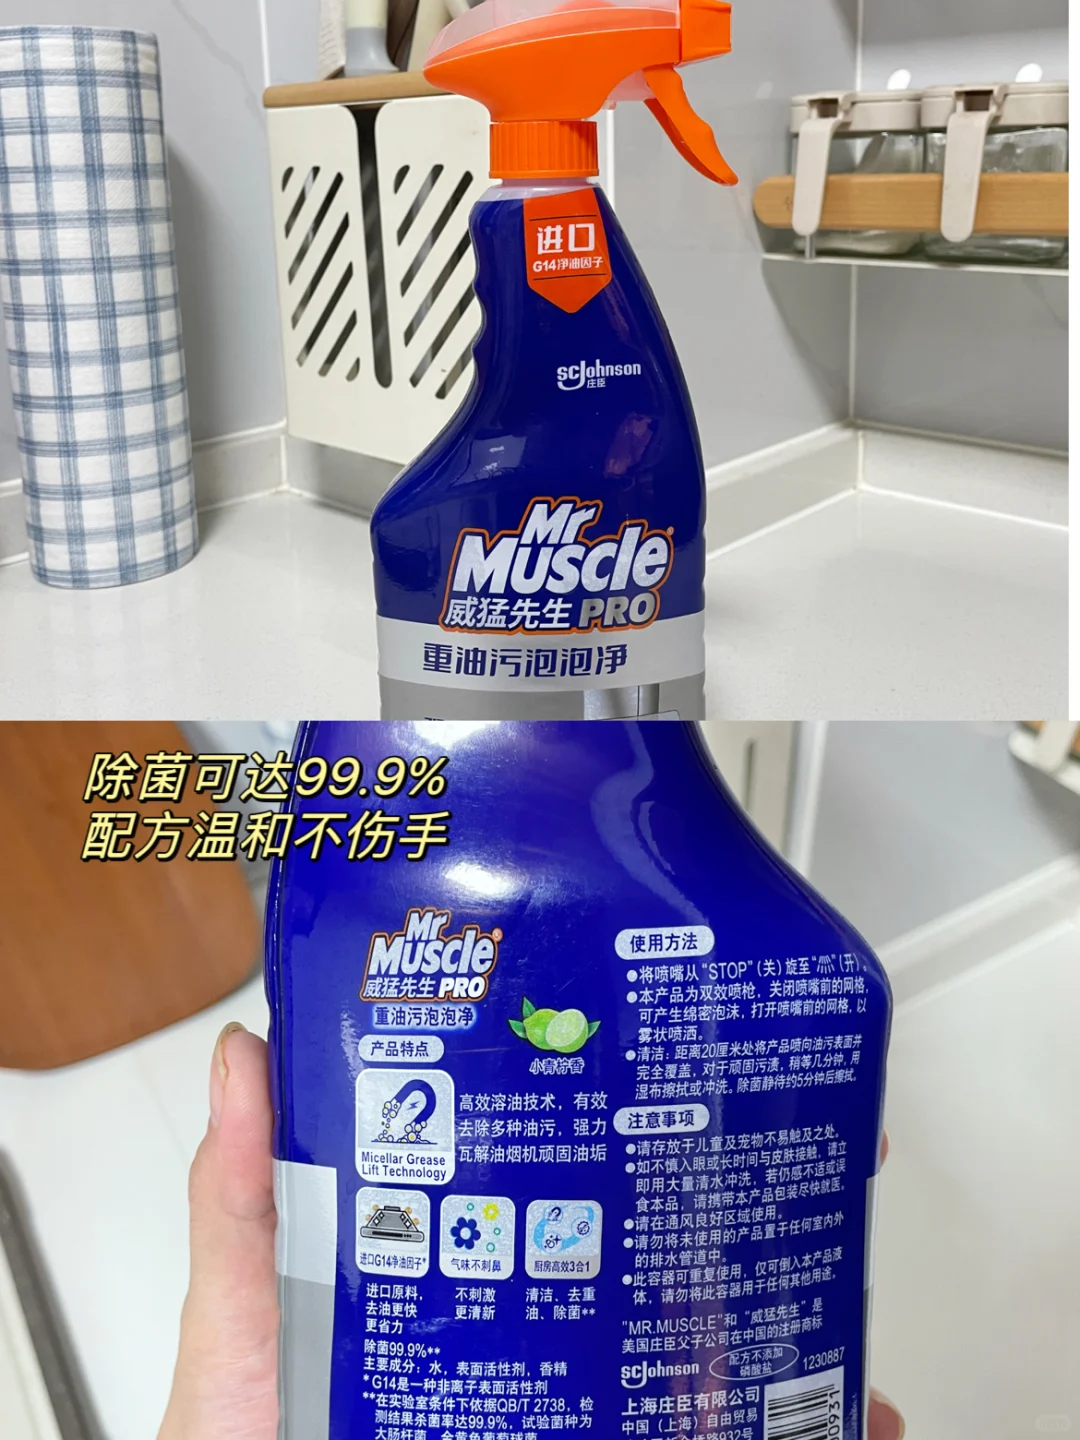 进口
G14净油因子
scJohnson
庄臣
Mr
Muscle
威猛先生 PRO
重油污泡泡净
除菌可达99.9%
配方温和不伤手
Mr
Muscle
威猛先生 PRO
重油污泡泡净
产品特点
小青柠香
Micellar Grease
Lift Technology
高效溶油技术，有效
去除多种油污，强力
瓦解油烟机顽固油垢
进口G14净油因子*
气味不刺鼻
厨房高效3合1
进口原料，
去油更快
更省力
不刺激
更清新
清洁、去重
油、除菌**
除菌99.9%**
主要成分：水，表面活性剂，香精
*G14是一种非离子表面活性剂
**在实验室条件下依据QB/T 2738，检
测结果杀菌率达99.9%，试验菌种为
大肠杆菌、金黄色葡萄球菌
使用方法
●将喷嘴从“STOP”（关）旋至“”（开）。
●本产品为双效喷枪，关闭喷嘴前的网格，
可产生绵密泡沫，打开喷嘴前的网格，以
雾状喷洒。
●清洁：距离20厘米处将产品喷向油污表面并
完全覆盖，对于顽固污渍，稍等几分钟，用
湿布擦拭或冲洗。除菌静待约5分钟后擦拭。
注意事项
●请存放于儿童及宠物不易触及之处。
●如不慎入眼或长时间与皮肤接触，请立
即用大量清水冲洗，若仍感不适或误
食本品，请携带本产品包装尽快就医。
●请在通风良好区域使用。
●请勿将未使用的产品置于任何室内外
的排水管道中。
●此容器可重复使用，仅可倒入本产品液
体，请勿将此容器用于任何其他用途。
"MR.MUSCLE"和“威猛先生”是
美国庄臣父子公司在中国的注册商标
scJohnson
配方不添加
磷酸盐
1230887
上海庄臣有限公司
中国（上海）自由贸易
932号